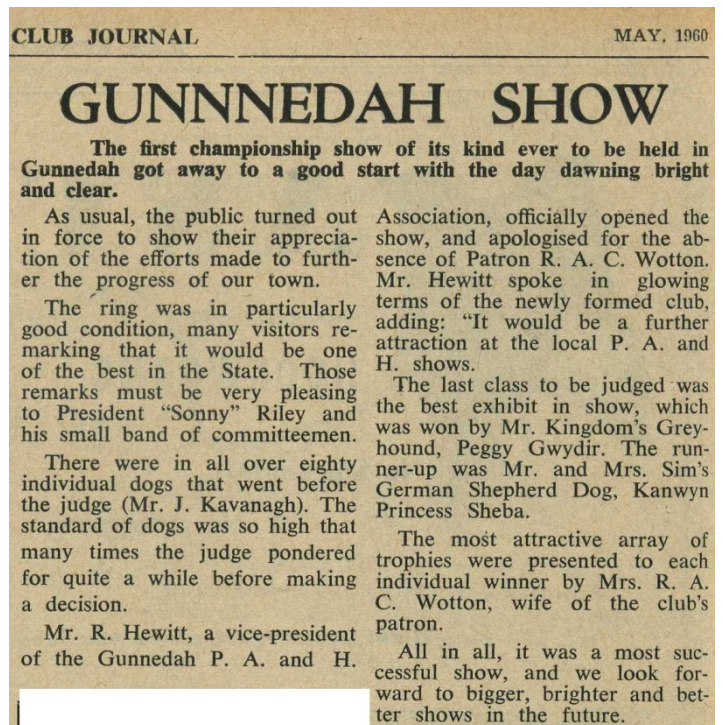 CLUB JOURNAL
MAY, 1960
GUNNNEDAH SHOW
The first championship show of its kind ever to be held in
Gunnedah got away to a good start with the day dawning bright
and clear.
As usual, the public turned out
in force to show their apprecia-
tion of the efforts made to furth-
er the progress of our town.
The ring was in particularly
good condition, many visitors re-
marking that it would be one
of the best in the State. Those
remarks must be very pleasing
to President “Sonny” Riley and
his small band of committeemen.
There were in all over eighty
individual dogs that went before
the judge (Mr. J. Kavanagh). The
standard of dogs was so high that
many times the judge pondered
for quite a while before making
a decision.
Mr. R. Hewitt, a vice-president
of the Gunnedah P. A. and H.
Association, officially opened the
show, and apologised for the ab-
sence of Patron R. A. C. Wotton.
Mr. Hewitt spoke in glowing
terms of the newly formed club,
adding: “It would be a further
attraction at the local P. A. and
H. shows.
The last class to be judged was
the best exhibit in show, which
was won by Mr. Kingdom's Grey-
hound, Peggy Gwydir. The run-
ner-up was Mr. and Mrs. Sim's
German Shepherd Dog, Kanwyn
Princess Sheba.
The most attractive array of
trophies were presented to each
individual winner by Mrs. R. A.
C. Wotton, wife of the club's
patron.
All in all, it was a most suc-
cessful show, and we look for-
ward to bigger, brighter and bet-
ter shows in the future.